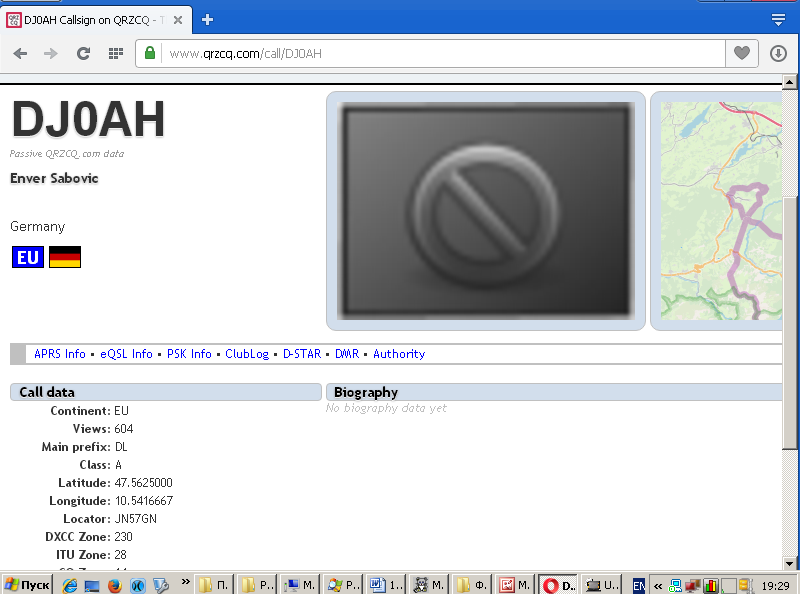 DJ0AH Callsign on QRZCQ - T
www.qrzcq.com/call/DJ0AH
DJ0AH
Passive QRZCQ.com data
Enver Sabovic
Germany
EU
APRS Info • eQSL Info • PSK Info • ClubLog • D-STAR • DMR • Authority
Call data
Biography
Continent: EU
No biography data yet
Views: 604
Main prefix: DL
Class: A
Latitude: 47.5625000
Longitude: 10.5416667
Locator: JN57GN
DXCC Zone: 230
ITU Zone: 28
Пуск » П. Р.. М. Р.. 1.. М. Ф. М. D.. U.. EN « 19:29